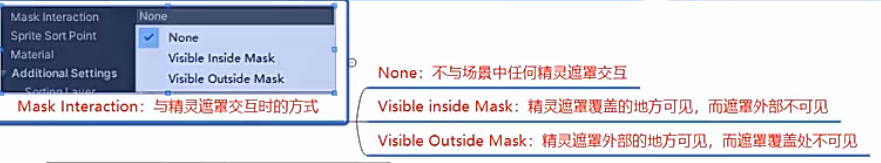 Mask Interaction None
Sprite Sort Point
Material
Additional Settings
Sorting Layer
None
Visible Inside Mask
Visible Outside Mask
Mask Interaction：与精灵遮罩交互时的方式
None：不与场景中任何精灵遮罩交互
Visible inside Mask：精灵遮罩覆盖的地方可见，而遮罩外部不可见
Visible Outside Mask：精灵遮罩外部的地方可见，而遮罩覆盖处不可见